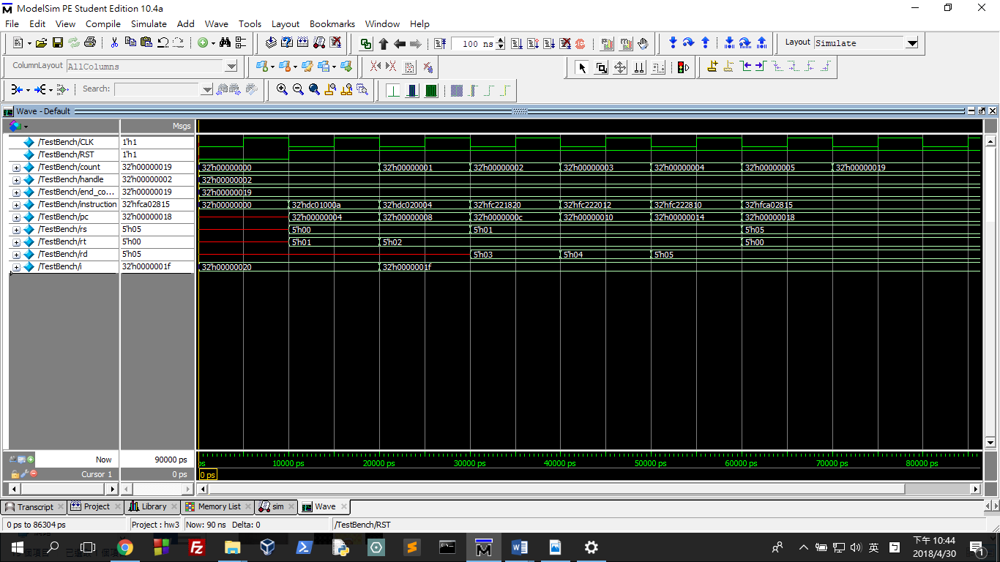 ModelSim PE Student Edition 10.4a
File Edit View Compile Simulate Add Wave Tools Layout Bookmarks Window Help
100 ns
Layout Simulate
ColumnLayout AllColumns
Search:
Wave - Default
Msgs
/TestBench/CLK 1'h1
/TestBench/RST 1'h1
/TestBench/count 32'h00000019 32'h00000000 32'h00000001 32'h00000002 32'h00000003 32'h00000004 32'h00000005 32'h00000019
/TestBench/handle 32'h00000002 32'h00000002
/TestBench/end_co... 32'h00000019 32'h00000019
/TestBench/instruction 32'hfca02815 32'h00000000 32'hdc01000a 32'hdc020004 32'hfc221820 32'hfc222012 32'hfc222810 32'hfca02815
/TestBench/pc 32'h00000018 32'h00000004 32'h00000008 32'h0000000c 32'h00000010 32'h00000014 32'h00000018
/TestBench/rs 5'h05 5'h00 5'h01 5'h05
/TestBench/rt 5'h00 5'h01 5'h02 5'h00
/TestBench/rd 5'h05 5'h03 5'h04 5'h05
/TestBench/i 32'h0000001f 32'h00000020 32'h0000001f
Now 90000 ps ps 10000 ps 20000 ps 30000 ps 40000 ps 50000 ps 60000 ps 70000 ps 80000 ps
Cursor 1 0 ps 0 ps
Transcript Project Library Memory List sim Wave
0 ps to 86304 ps Project : hw3 Now: 90 ns Delta: 0 /TestBench/RST
英 下午 10:44
2018/4/30 1